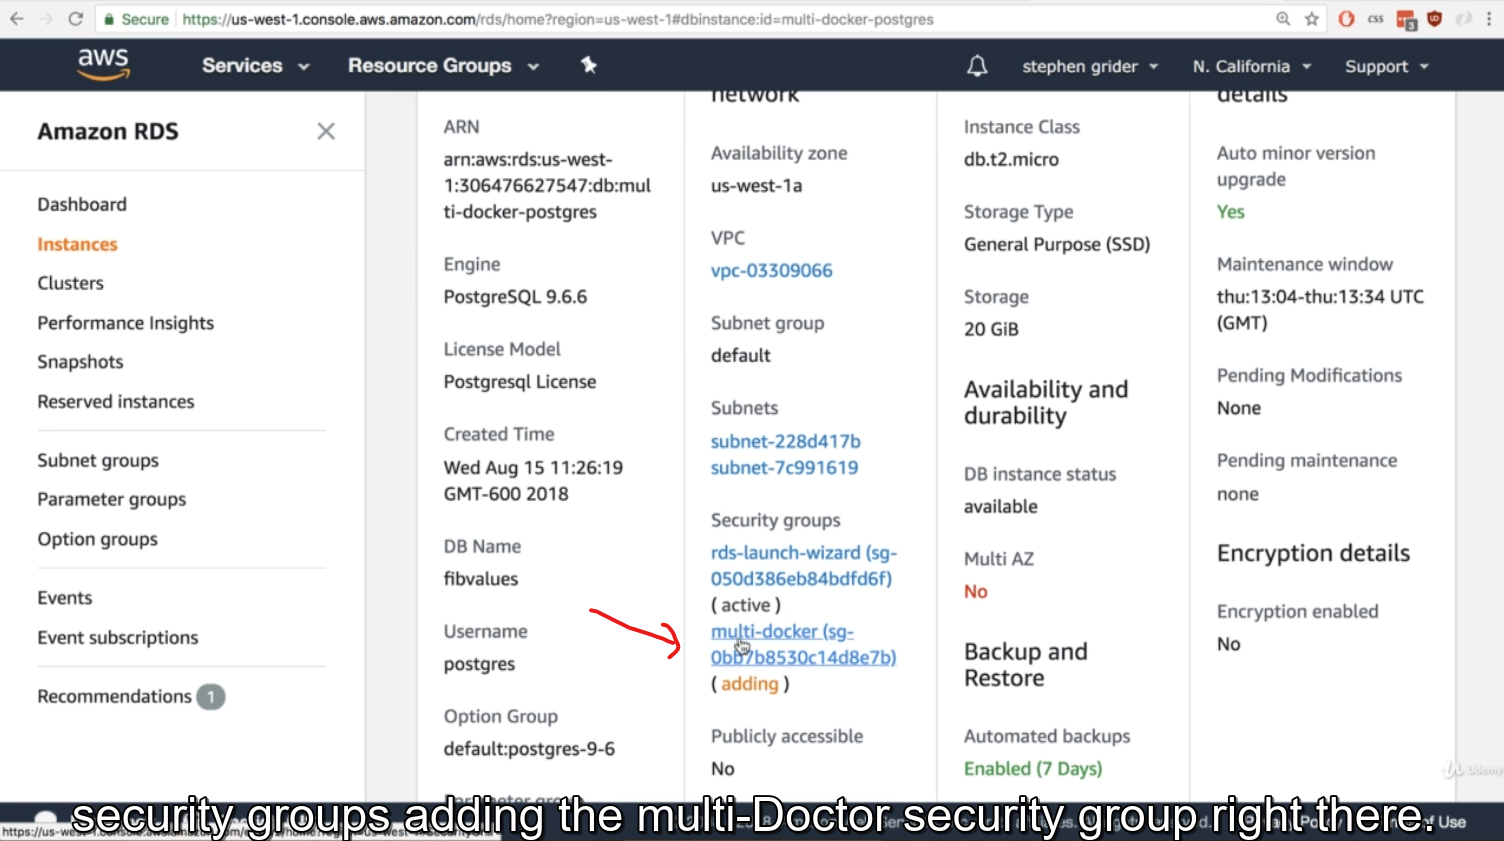 Secure https://us-west-1.console.aws.amazon.com/rds/home?region=us-west-1#dbinstance:id=multi-docker-postgres
css
3
aws
Services
Resource Groups
stephen grider
N. California
Support
Amazon RDS
Dashboard
Instances
Clusters
Performance Insights
Snapshots
Reserved instances
Subnet groups
Parameter groups
Option groups
Events
Event subscriptions
Recommendations 1
ARN
arn:aws:rds:us-west-
1:306476627547:db:mul
ti-docker-postgres
Engine
PostgreSQL 9.6.6
License Model
Postgresql License
Created Time
Wed Aug 15 11:26:19
GMT-600 2018
DB Name
fibvalues
Username
postgres
Option Group
default:postgres-9-6
Parameter group
network
Availability zone
us-west-1a
VPC
vpc-03309066
Subnet group
default
Subnets
subnet-228d417b
subnet-7c991619
Security groups
rds-launch-wizard (sg-
050d386eb84bdfd6f)
( active )
multi-docker (sg-
0bb7b8530c14d8e7b)
( adding )
Publicly accessible
No
Instance Class
db.t2.micro
Storage Type
General Purpose (SSD)
Storage
20 GiB
Availability and
durability
DB instance status
available
Multi AZ
No
Backup and
Restore
Automated backups
Enabled (7 Days)
details
Auto minor version
upgrade
Yes
Maintenance window
thu:13:04-thu:13:34 UTC
(GMT)
Pending Modifications
None
Pending maintenance
none
Encryption details
Encryption enabled
No
Udemy
security groups adding the multi-Doctor security group right there.